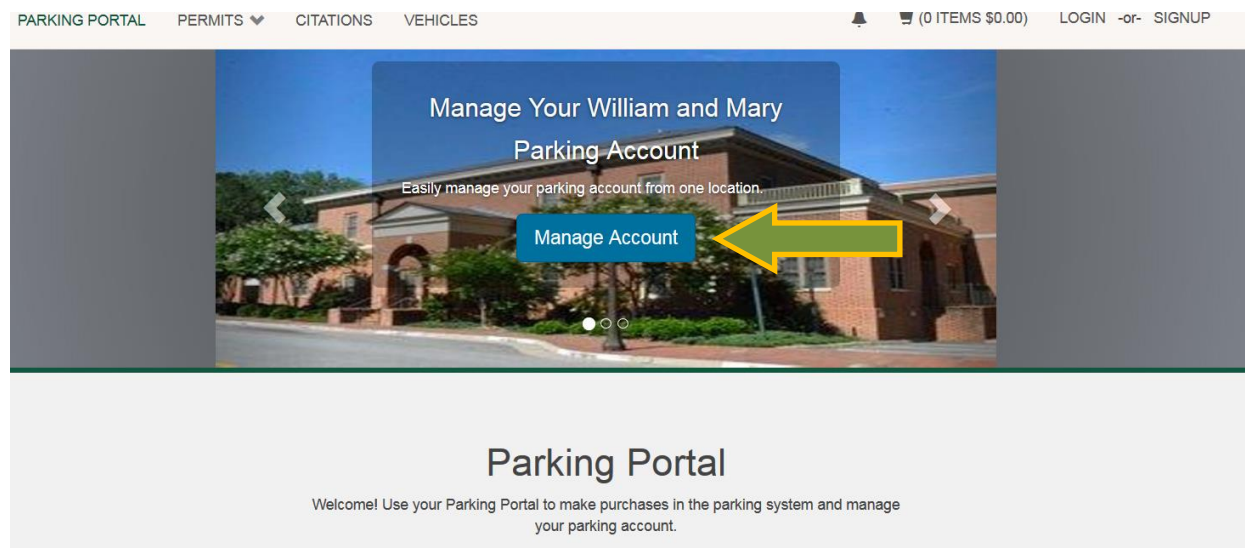 PARKING PORTAL PERMITS CITATIONS VEHICLES (0 ITEMS $0.00) LOGIN -or- SIGNUP
Manage Your William and Mary
Parking Account
Easily manage your parking account from one location.
Manage Account
Parking Portal
Welcome! Use your Parking Portal to make purchases in the parking system and manage
your parking account.